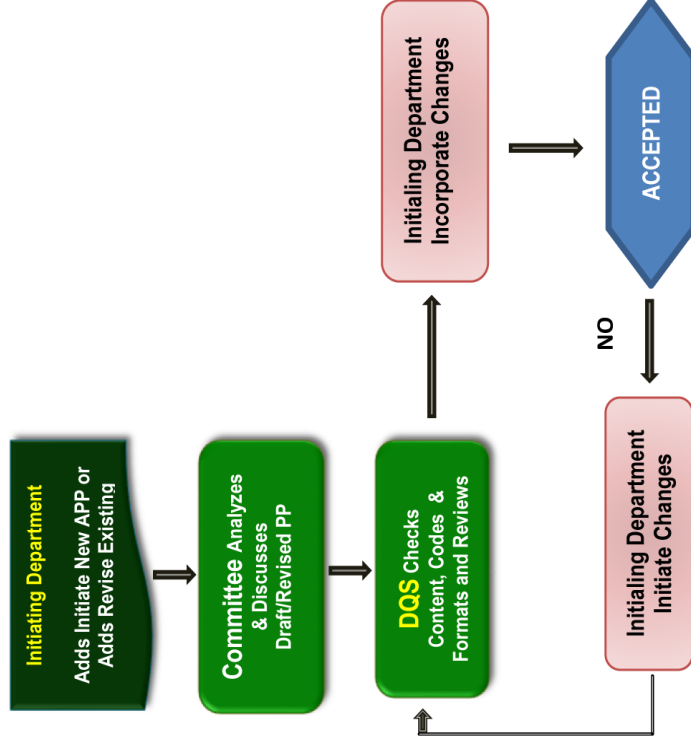 Initiating Department
Adds Initiate New APP or
Adds Revise Existing
Committee Analyzes
& Discusses
Draft/Revised PP
DQS Checks
Content, Codes &
Formats and Reviews
Initialing Department
Incorporate Changes
ACCEPTED
NO
Initialing Department
Initiate Changes